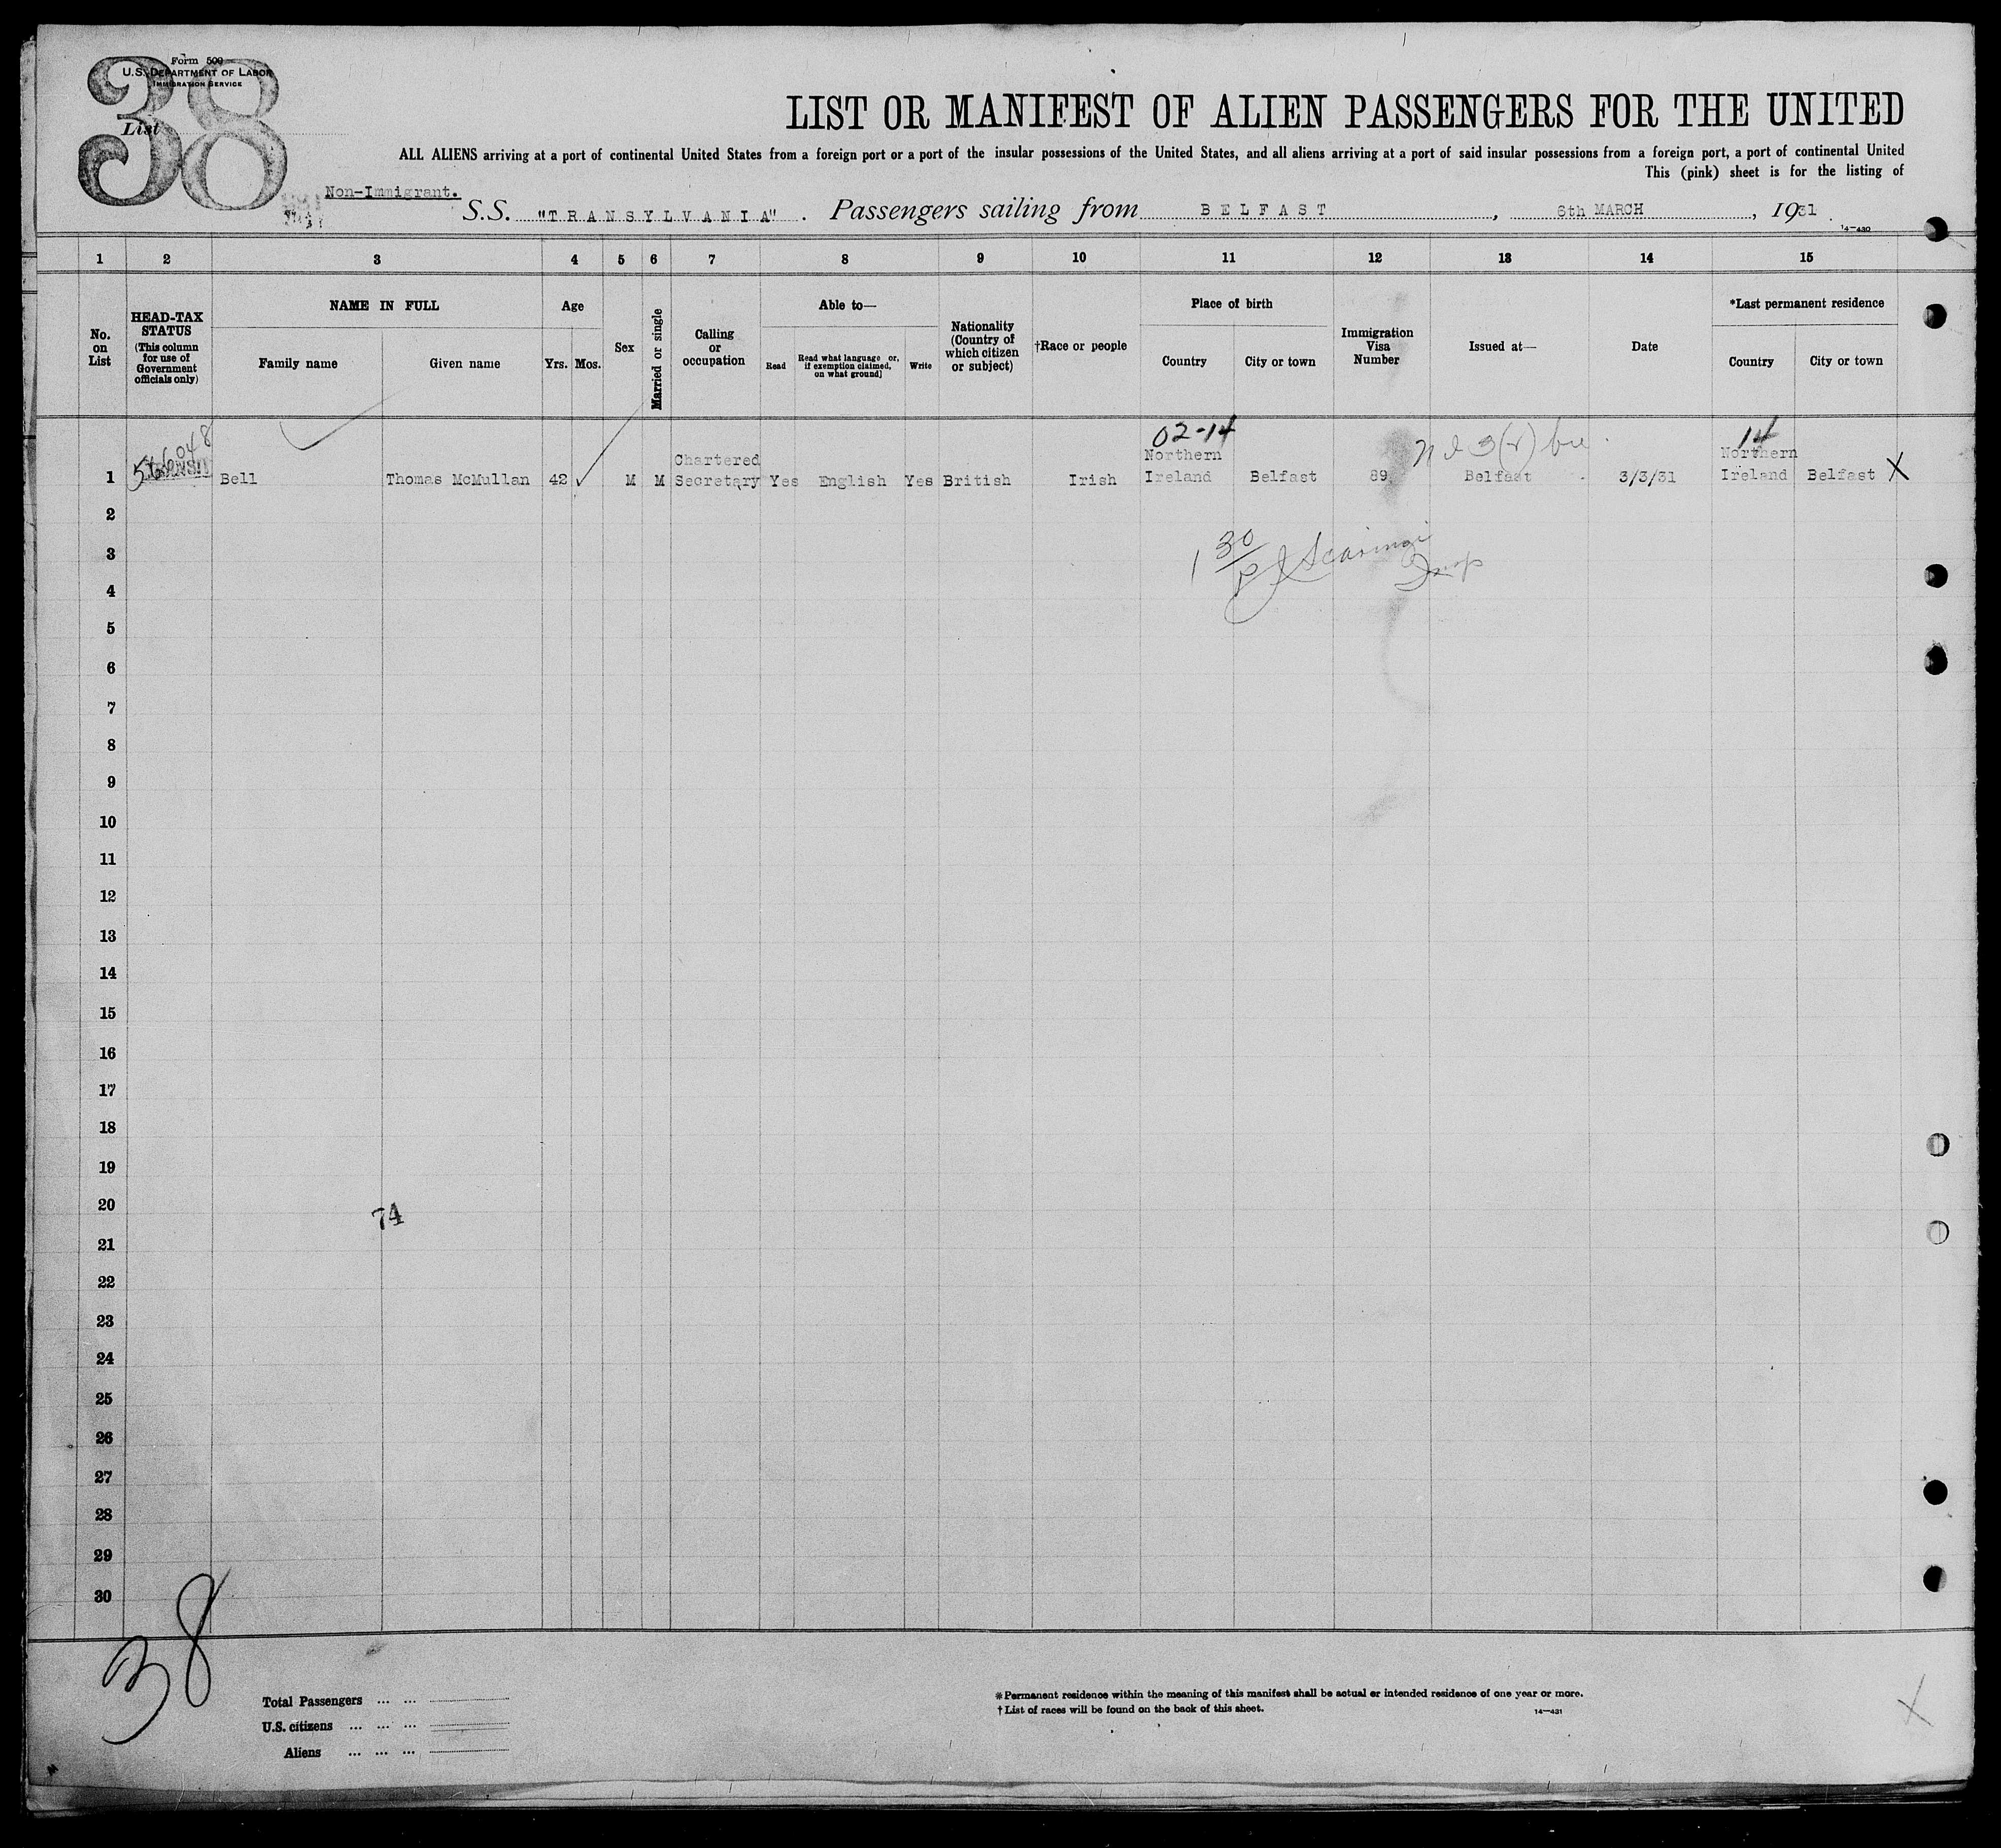 38
Form 500
U.S. DEPARTMENT OF LABOR
IMMIGRATION SERVICE
List
LIST OR MANIFEST OF ALIEN PASSENGERS FOR THE UNITED
ALL ALIENS arriving at a port of continental United States from a foreign port or a port of the insular possessions of the United States, and all aliens arriving at a port of said insular possessions from a foreign port, a port of continental United
This (pink) sheet is for the listing of
Non-Immigrant.
S.S. "TRANSYLVANIA". Passengers sailing from BELFAST, 8th MARCH, 1931.
14-430
1 2 3 4 5 6 7 8 9 10 11 12 13 14 15
No. on List
HEAD-TAX STATUS
(This column for use of Government officials only)
NAME IN FULL
Family name
Given name
Age
Yrs. Mos.
Sex
Married or single
Calling or occupation
Able to—
Read
Read what language or, if exemption claimed, on what ground]
Write
Nationality (Country of which citizen or subject)
†Race or people
Place of birth
Country
City or town
Immigration Visa Number
Issued at—
Date
*Last permanent residence
Country
City or town
02-14
14
1 Bell Thomas McMullan 42 ✓ M M Chartered Secretary Yes English Yes British Irish Northern Ireland Belfast 89 Belfast 3/3/31 Northern Ireland Belfast X
2
3
1 30/P
4
5
6
7
8
9
10
11
12
13
14
15
16
17
18
19
20
74
21
22
23
24
25
26
27
28
29
30
38
Total Passengers ... ...
U.S. citizens ... ... ...
Aliens ... ... ...
*Permanent residence within the meaning of this manifest shall be actual or intended residence of one year or more.
†List of races will be found on the back of this sheet.
14-431
X